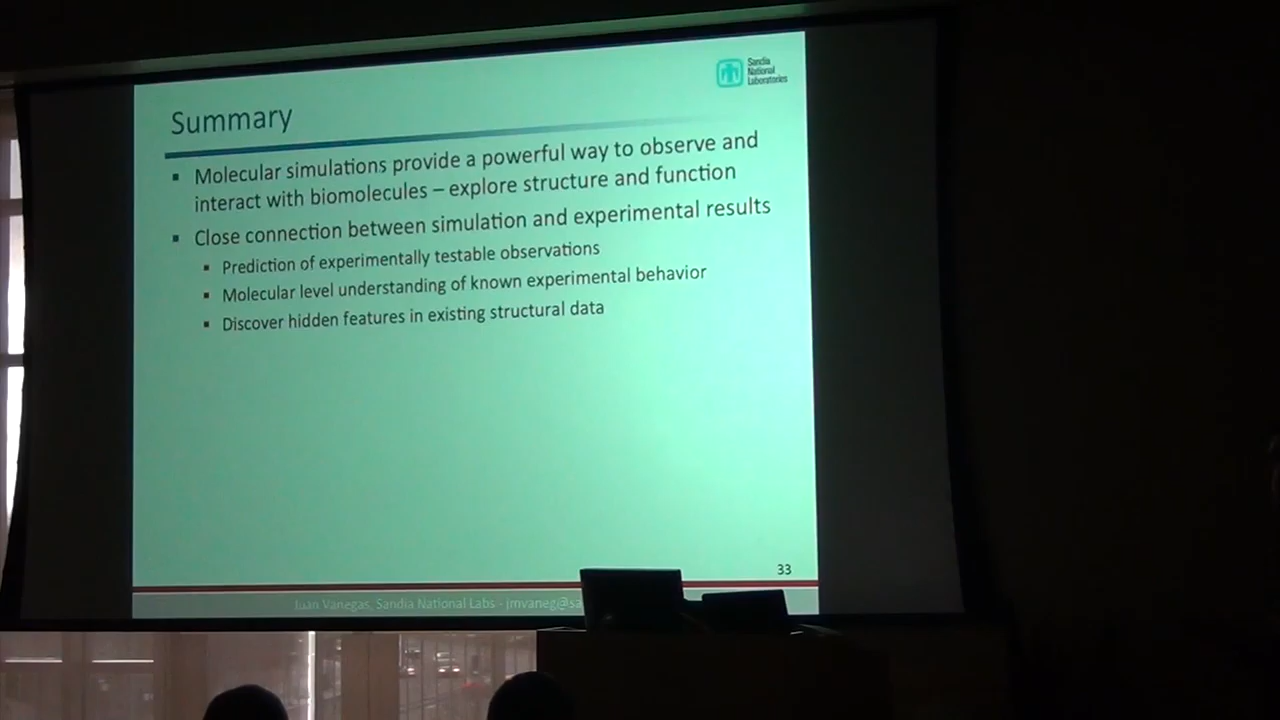 Sandia
National
Laboratories
Summary
▪ Molecular simulations provide a powerful way to observe and
interact with biomolecules – explore structure and function
▪ Close connection between simulation and experimental results
▪ Prediction of experimentally testable observations
▪ Molecular level understanding of known experimental behavior
▪ Discover hidden features in existing structural data
33
Juan Vanegas, Sandia National Labs - jmvaneg@sa